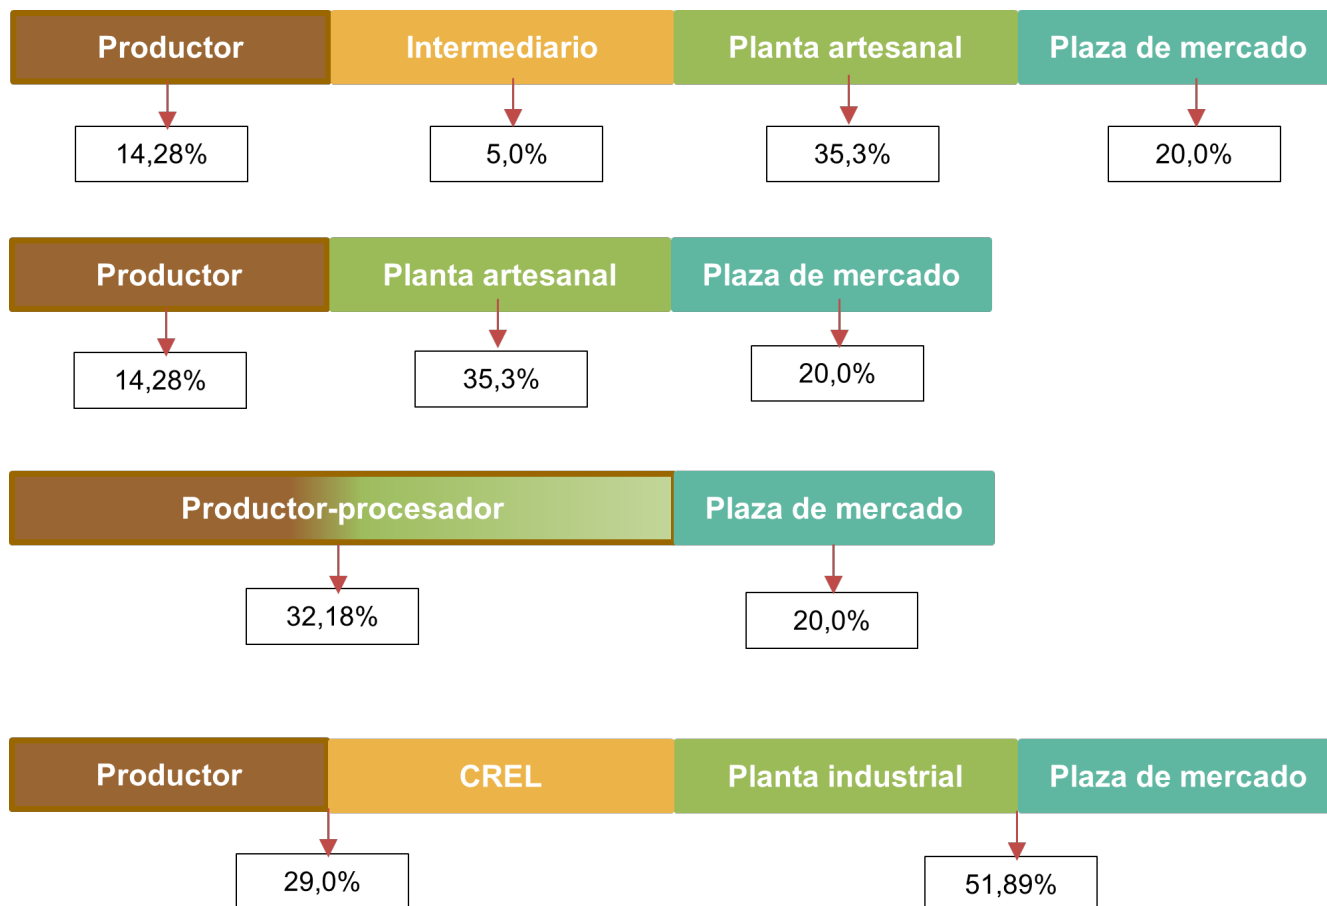 Productor Intermediario Planta artesanal Plaza de mercado
14,28% 5,0% 35,3% 20,0%
Productor Planta artesanal Plaza de mercado
14,28% 35,3% 20,0%
Productor-procesador Plaza de mercado
32,18% 20,0%
Productor CREL Planta industrial Plaza de mercado
29,0% 51,89%